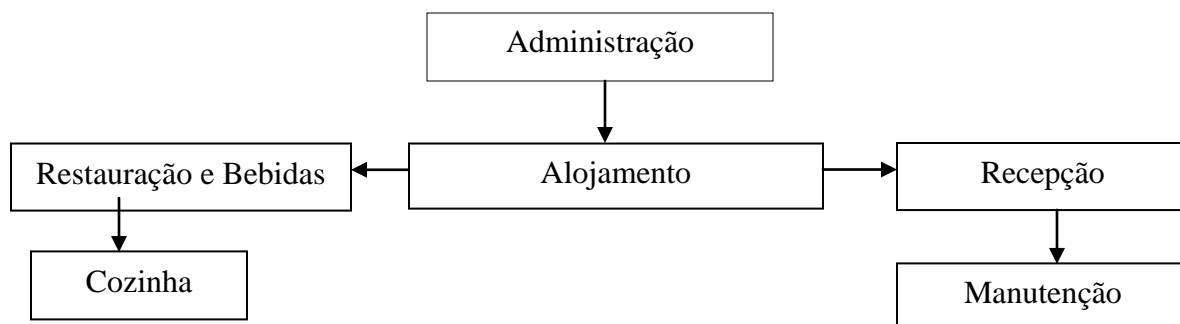 Administração
Restauração e Bebidas
Alojamento
Recepção
Cozinha
Manutenção